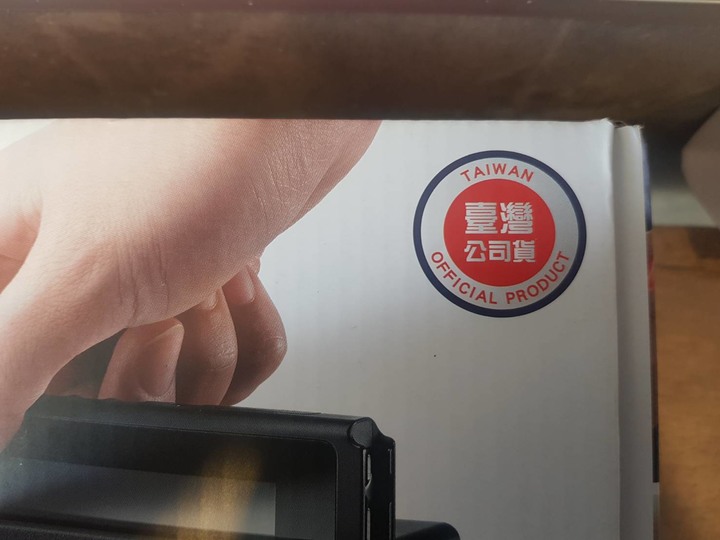 TAIWAN
臺灣
公司貨
OFFICIAL PRODUCT